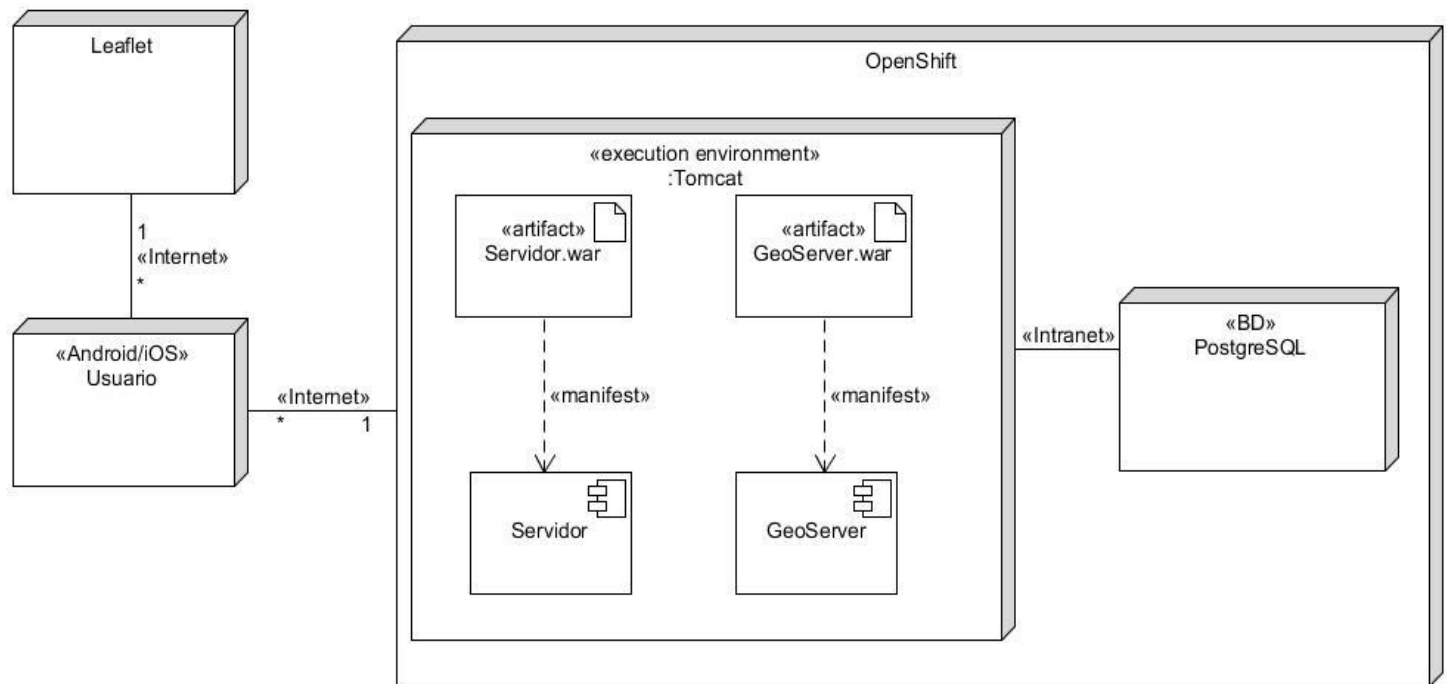 Leaflet
1
«Internet»
*
«Android/iOS»
Usuario
«Internet»
* 1
OpenShift
«execution environment»
:Tomcat
«artifact»
Servidor.war
«manifest»
Servidor
«artifact»
GeoServer.war
«manifest»
GeoServer
«Intranet»
«BD»
PostgreSQL